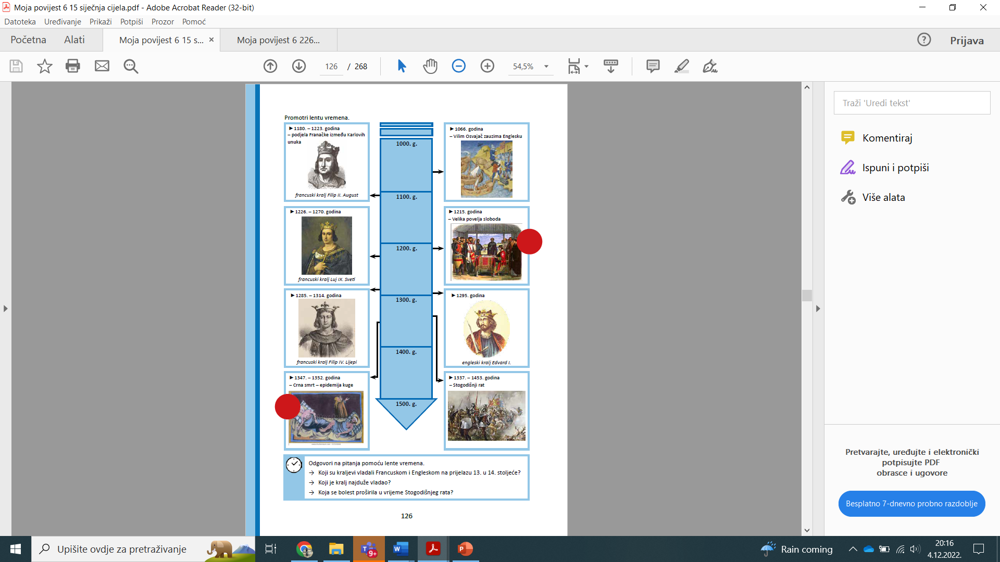 Moja povijest 6 15 siječnja cijela.pdf - Adobe Acrobat Reader (32-bit)
Datoteka Uređivanje Prikaži Potpiši Prozor Pomoć
Početna Alati Moja povijest 6 15 s... Moja povijest 6 226... Prijava
126 / 268 54,5%
Promotri lentu vremena.
1180. – 1223. godina
– podjela Franačke između Karlovih
unuka
francuski kralj Filip II. August
1226. – 1270. godina
francuski kralj Luj IX. Sveti
1285. – 1314. godina
francuski kralj Filip IV. Lijepi
1347. – 1352. godina
– Crna smrt – epidemija kuge
1000. g.
1100. g.
1200. g.
1300. g.
1400. g.
1500. g.
1066. godina
– Vilim Osvajač zauzima Englesku
1215. godina
– Velika povelja sloboda
1295. godina
engleski kralj Edvard I.
1337. – 1453. godina
– Stogodišnji rat
Odgovori na pitanja pomoću lente vremena.
→ Koji su kraljevi vladali Francuskom i Engleskom na prijelazu 13. u 14. stoljeće?
→ Koji je kralj najduže vladao?
→ Koja se bolest proširila u vrijeme Stogodišnjeg rata?
126
Traži 'Uredi tekst'
Komentiraj
Ispuni i potpiši
Više alata
Pretvarajte, uređujte i elektronički
potpisujte PDF
obrasce i ugovore
Besplatno 7-dnevno probno razdoblje
Upišite ovdje za pretraživanje
9+
Rain coming
20:16
4.12.2022.